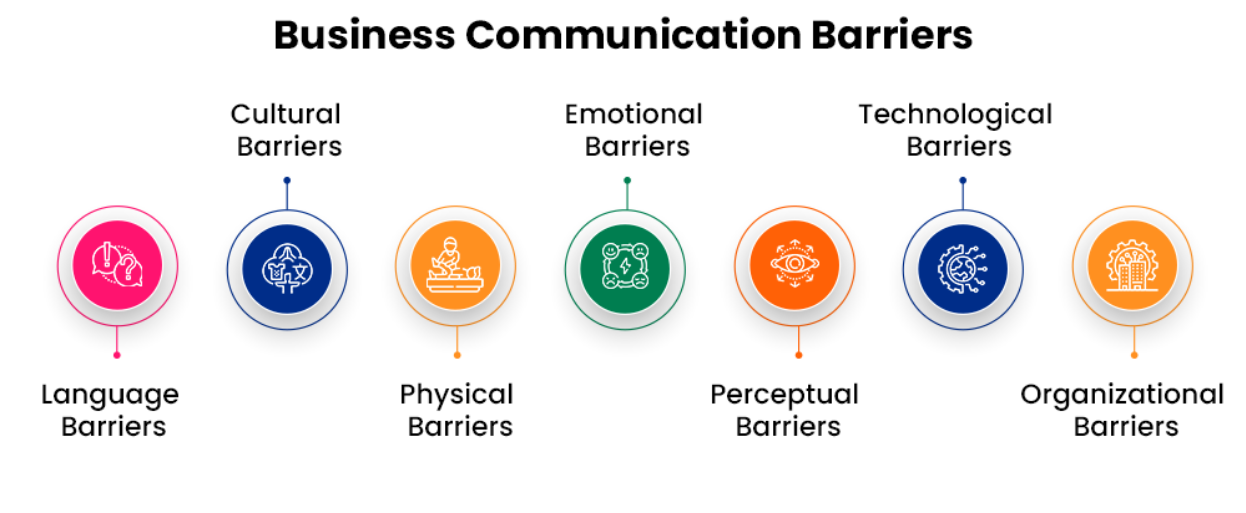 Business Communication Barriers
Cultural
Barriers
Emotional
Barriers
Technological
Barriers
Language
Barriers
Physical
Barriers
Perceptual
Barriers
Organizational
Barriers